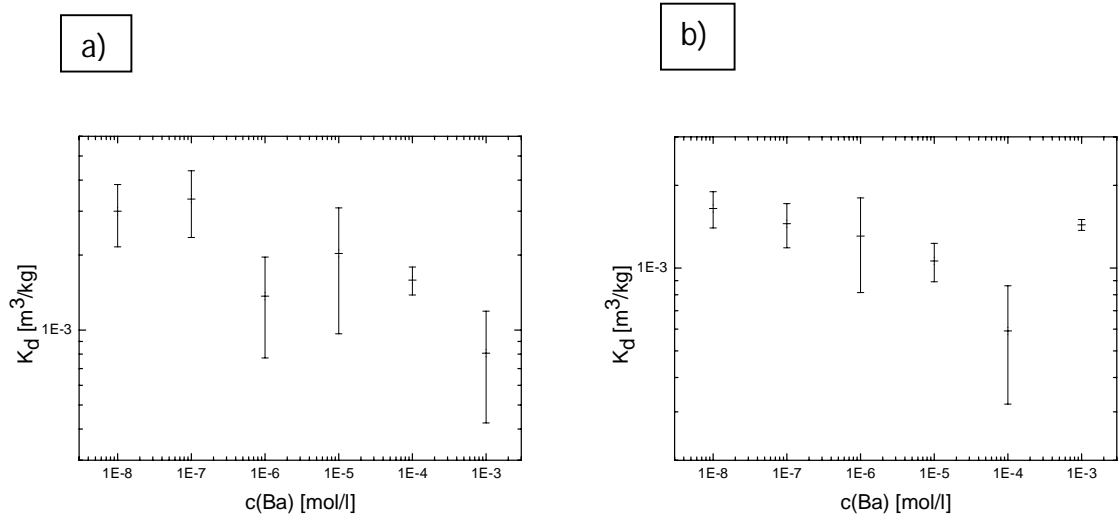 a)
K_d [m³/kg]
1E-3
1E-8 1E-7 1E-6 1E-5 1E-4 1E-3
c(Ba) [mol/l]
b)
K_d [m³/kg]
1E-3
1E-8 1E-7 1E-6 1E-5 1E-4 1E-3
c(Ba) [mol/l]